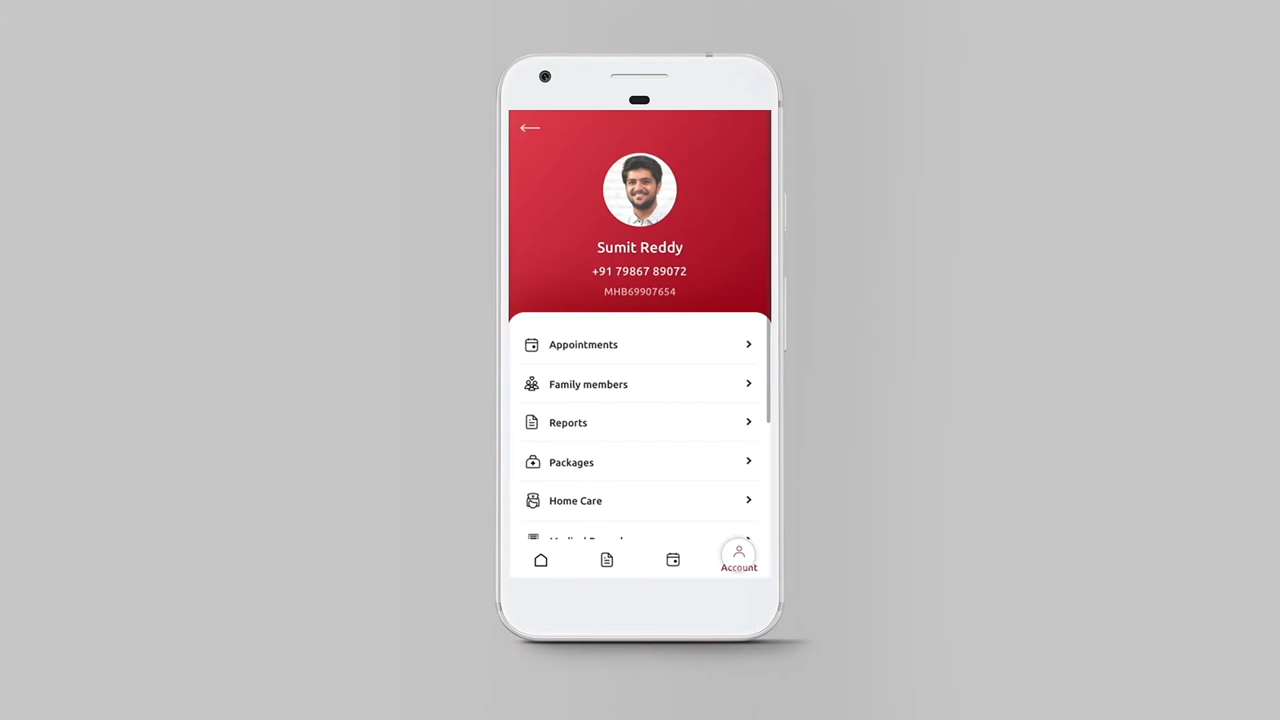 Sumit Reddy
+91 79867 89072
MHB69907654
Appointments
Family members
Reports
Packages
Home Care
Account